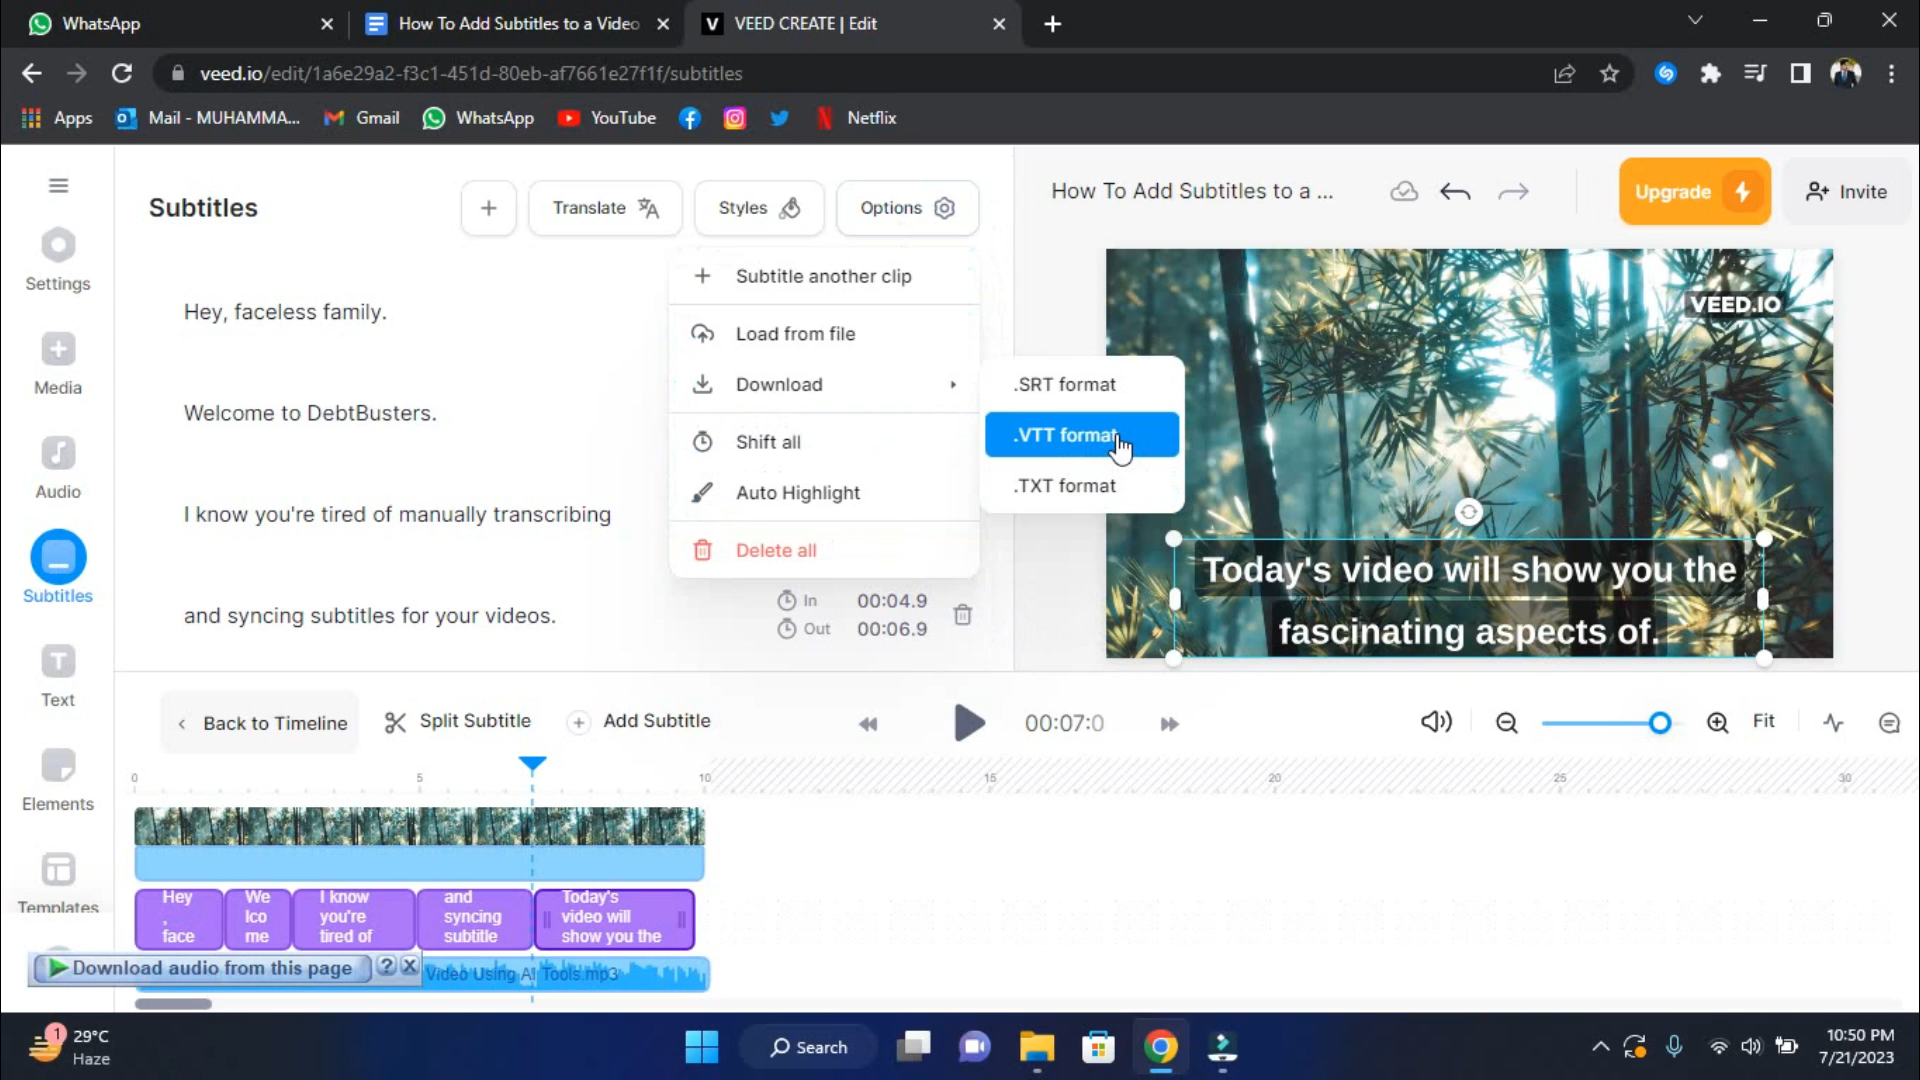 WhatsApp
How To Add Subtitles to a Video
VEED CREATE | Edit
veed.io/edit/1a6e29a2-f3c1-451d-80eb-af7661e27f1f/subtitles
Apps
Mail - MUHAMMA...
Gmail
WhatsApp
YouTube
Netflix
Subtitles
Translate
Styles
Options
How To Add Subtitles to a ...
Upgrade
Invite
Settings
Media
Audio
Subtitles
Text
Elements
Templates
Hey, faceless family.
Welcome to DebtBusters.
I know you're tired of manually transcribing
and syncing subtitles for your videos.
Subtitle another clip
Load from file
Download
Shift all
Auto Highlight
Delete all
.SRT format
.VTT format
.TXT format
In 00:04.9
Out 00:06.9
VEED.IO
Today's video will show you the
fascinating aspects of.
Back to Timeline
Split Subtitle
Add Subtitle
00:07:0
Fit
0 5 10 15 20 25 30
Hey
,
face
We
lco
me
I know
you're
tired of
and
syncing
subtitle
Today's
video will
show you the
Download audio from this page
?
Video Using AI Tools.mp3
1
29°C
Haze
Search
10:50 PM
7/21/2023